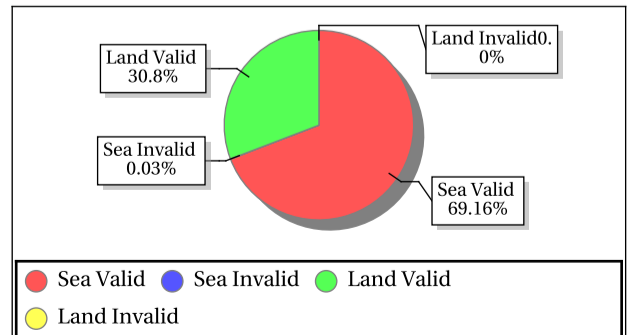 Land Invalid0.
0%
Land Valid
30.8%
Sea Invalid
0.03%
Sea Valid
69.16%
Sea Valid Sea Invalid Land Valid
Land Invalid